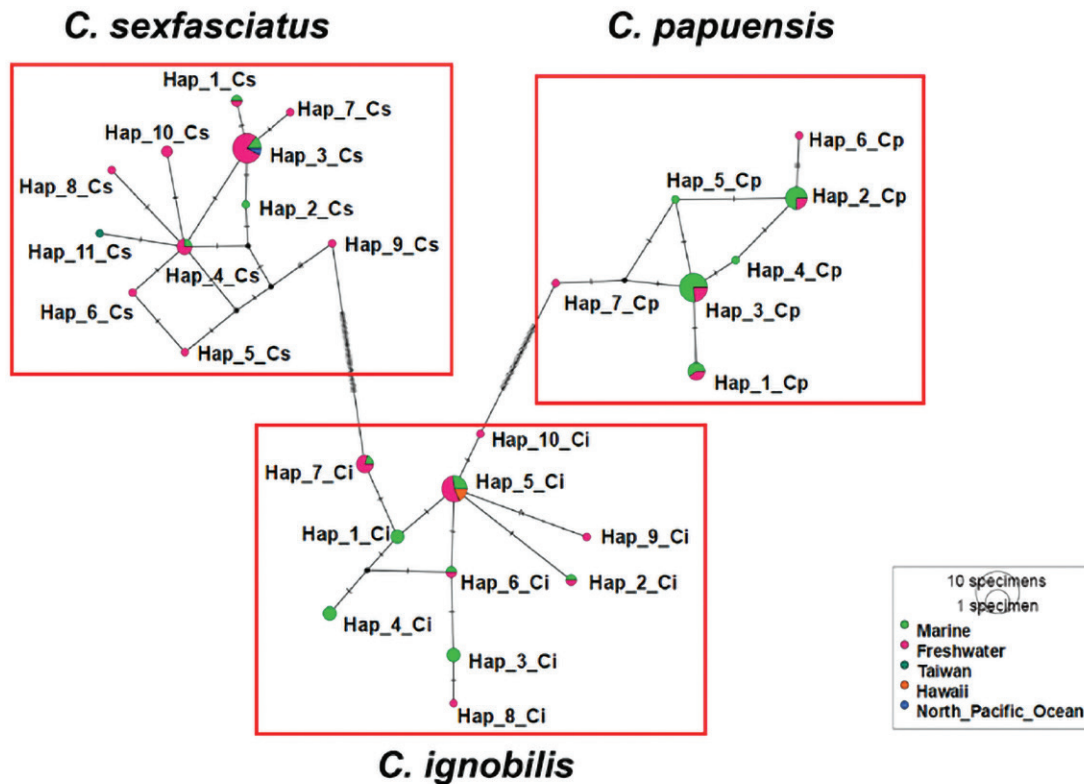 C. sexfasciatus
C. papuensis
Hap_1_Cs
Hap_7_Cs
Hap_10_Cs
Hap_3_Cs
Hap_8_Cs
Hap_2_Cs
Hap_11_Cs
Hap_4_Cs
Hap_9_Cs
Hap_6_Cs
Hap_5_Cs
Hap_6_Cp
Hap_5_Cp
Hap_2_Cp
Hap_4_Cp
Hap_7_Cp
Hap_3_Cp
Hap_1_Cp
Hap_10_Ci
Hap_7_Ci
Hap_5_Ci
Hap_1_Ci
Hap_9_Ci
Hap_6_Ci
Hap_2_Ci
Hap_4_Ci
Hap_3_Ci
Hap_8_Ci
10 specimens
1 specimen
Marine
Freshwater
Taiwan
Hawaii
North_Pacific_Ocean
C. ignobilis